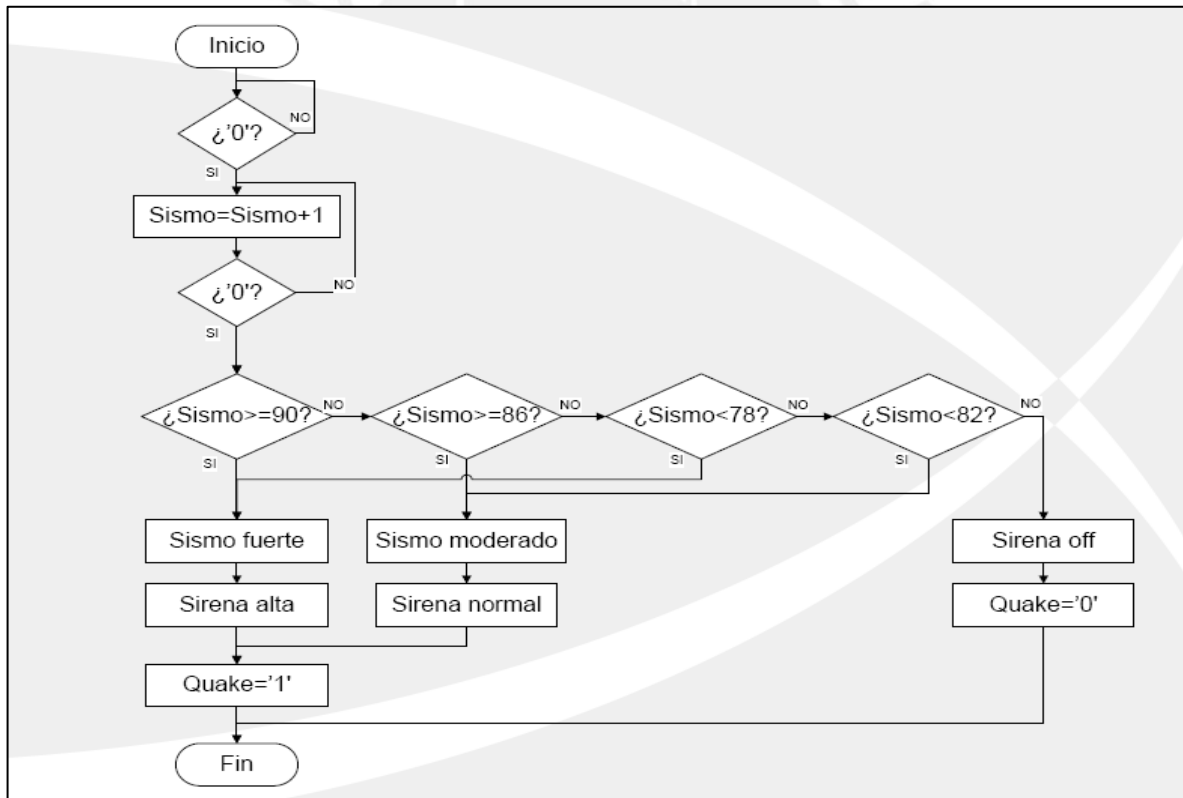 Inicio
¿'0'?
NO
SI
Sismo=Sismo+1
¿'0'?
NO
SI
¿Sismo>=90?
NO
¿Sismo>=86?
NO
¿Sismo<78?
NO
¿Sismo<82?
NO
SI
SI
SI
SI
Sismo fuerte
Sismo moderado
Sirena off
Sirena alta
Sirena normal
Quake='0'
Quake='1'
Fin